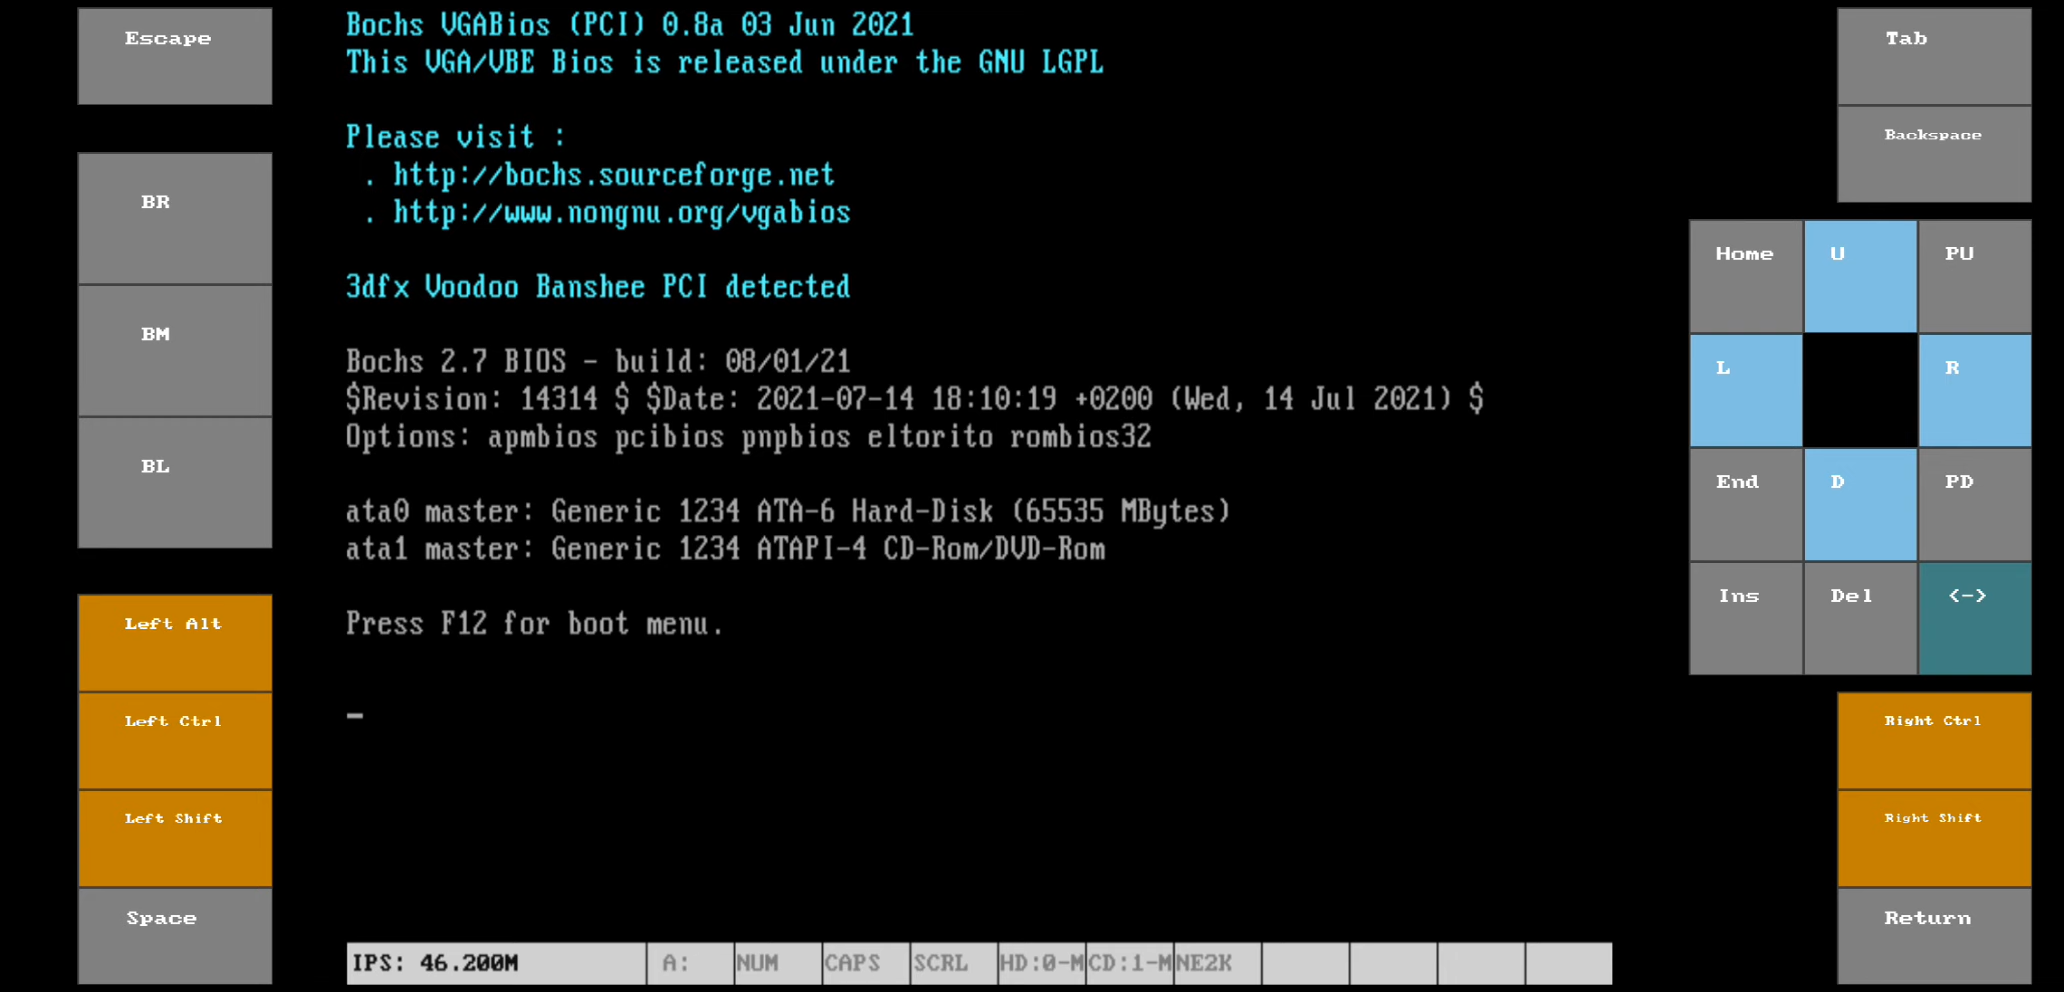 Escape
BR
BM
BL
Left Alt
Left Ctrl
Left Shift
Space
Bochs VGABios (PCI) 0.8a 03 Jun 2021
This VGA/VBE Bios is released under the GNU LGPL
Please visit :
. http://bochs.sourceforge.net
. http://www.nongnu.org/vgabios
3dfx Voodoo Banshee PCI detected
Bochs 2.7 BIOS - build: 08/01/21
$Revision: 14314 $ $Date: 2021-07-14 18:10:19 +0200 (Wed, 14 Jul 2021) $
Options: apmbios pcibios pnpbios eltorito rombios32
ata0 master: Generic 1234 ATA-6 Hard-Disk (65535 MBytes)
ata1 master: Generic 1234 ATAPI-4 CD-Rom/DVD-Rom
Press F12 for boot menu.
_
IPS: 46.200M A: NUM CAPS SCRL HD:0-M CD:1-M NE2K
Tab
Backspace
Home U PU
L R
End D PD
Ins Del <->
Right Ctrl
Right Shift
Return